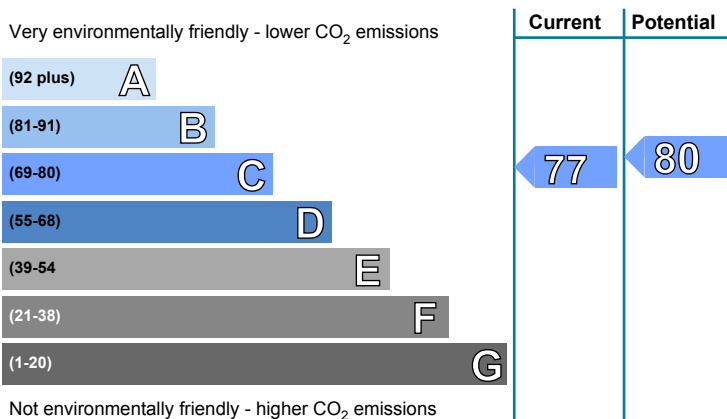 Current Potential
Very environmentally friendly - lower CO₂ emissions
(92 plus) A
(81-91) B
(69-80) C 77 80
(55-68) D
(39-54 E
(21-38) F
(1-20) G
Not environmentally friendly - higher CO₂ emissions